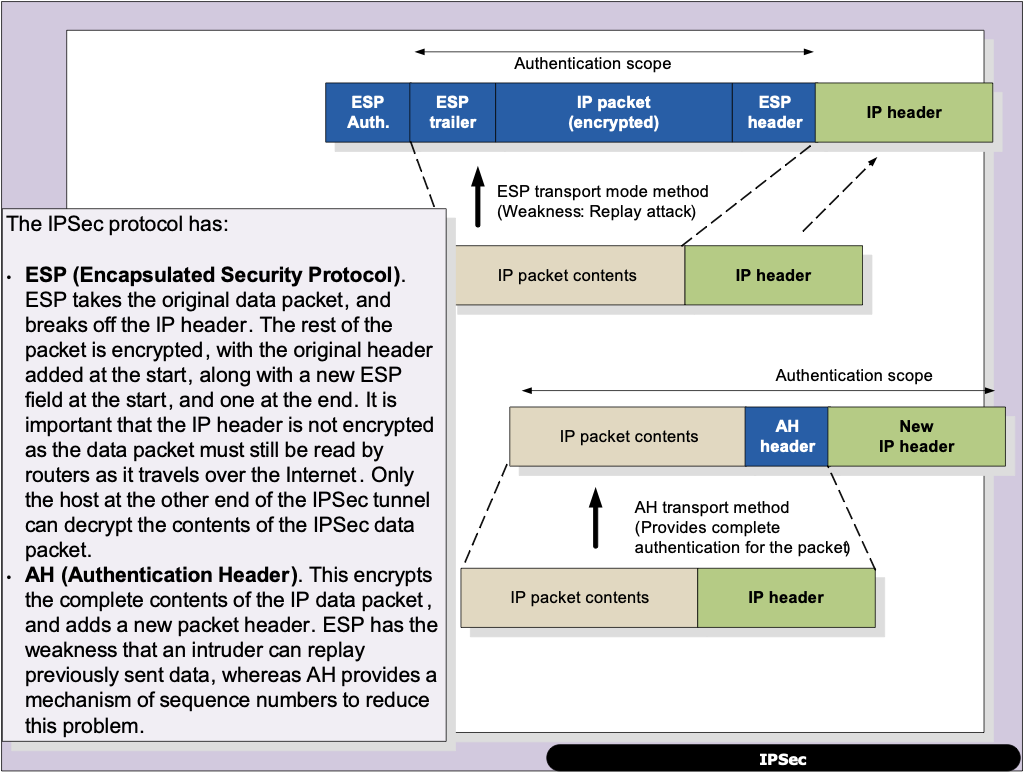 Authentication scope
ESP
Auth.
ESP
trailer
IP packet
(encrypted)
ESP
header
IP header
ESP transport mode method
(Weakness: Replay attack)
IP packet contents
IP header
The IPSec protocol has:
• ESP (Encapsulated Security Protocol).
ESP takes the original data packet, and
breaks off the IP header. The rest of the
packet is encrypted, with the original header
added at the start, along with a new ESP
field at the start, and one at the end. It is
important that the IP header is not encrypted
as the data packet must still be read by
routers as it travels over the Internet. Only
the host at the other end of the IPSec tunnel
can decrypt the contents of the IPSec data
packet.
• AH (Authentication Header). This encrypts
the complete contents of the IP data packet,
and adds a new packet header. ESP has the
weakness that an intruder can replay
previously sent data, whereas AH provides a
mechanism of sequence numbers to reduce
this problem.
Authentication scope
IP packet contents
AH
header
New
IP header
AH transport method
(Provides complete
authentication for the packet)
IP packet contents
IP header
IPSec